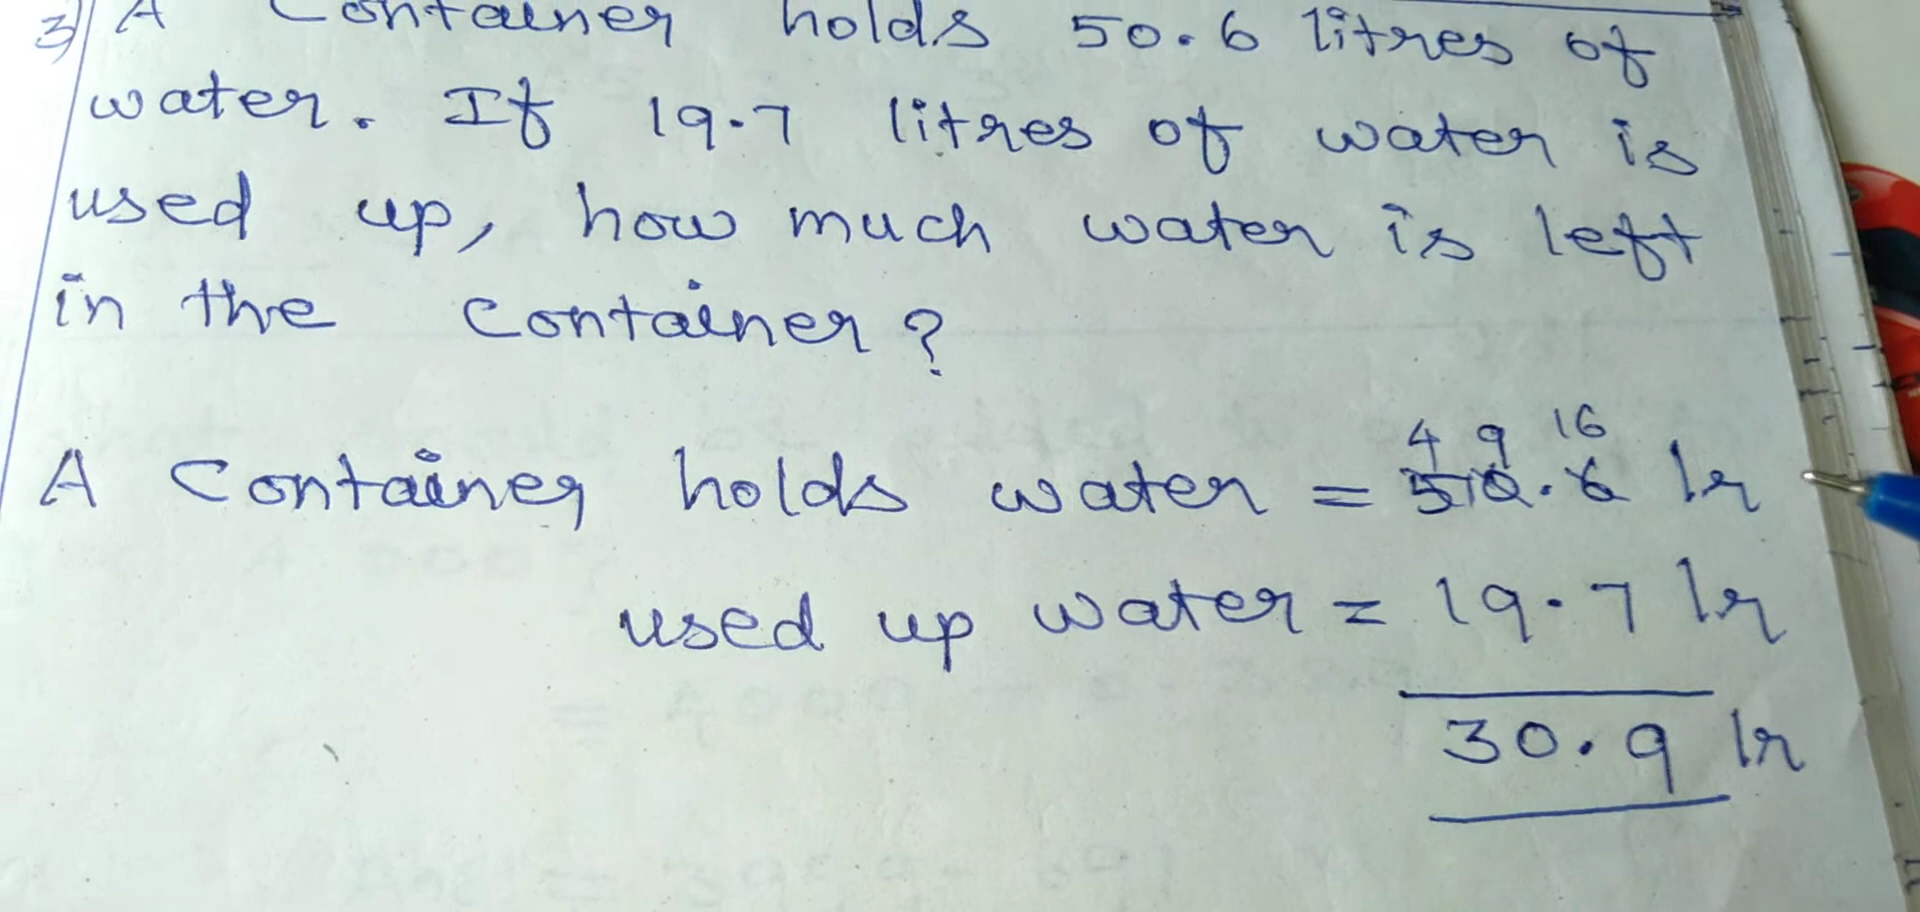 3) A Container holds 50.6 litres of
water. If 19.7 litres of water is
used up, how much water is left
in the Container?
4 9 16
A Container holds water = 510.6 lr
used up water = 19.7 lr
30.9 lr